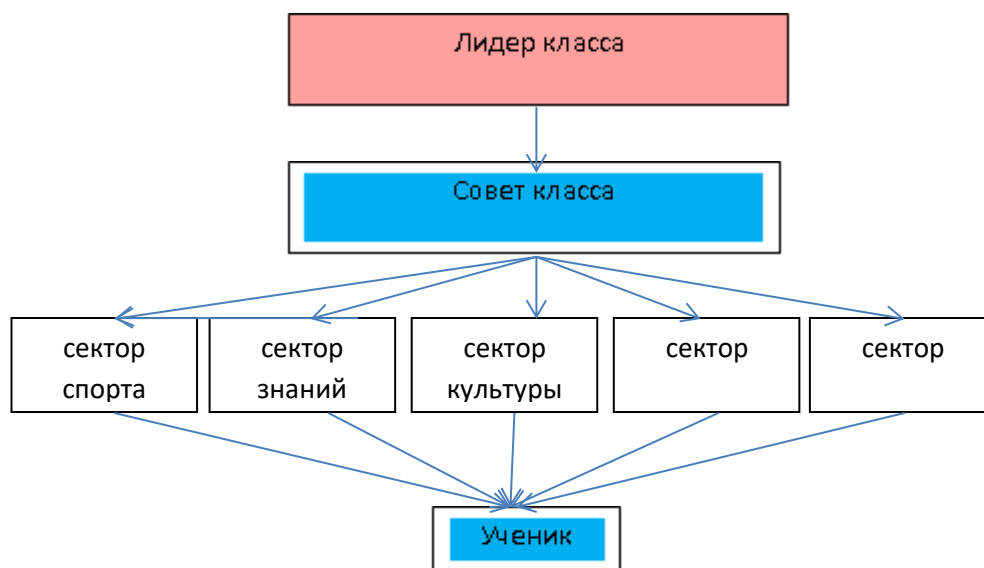 Лидер класса
Совет класса
сектор спорта
сектор знаний
сектор культуры
сектор
сектор
Ученик